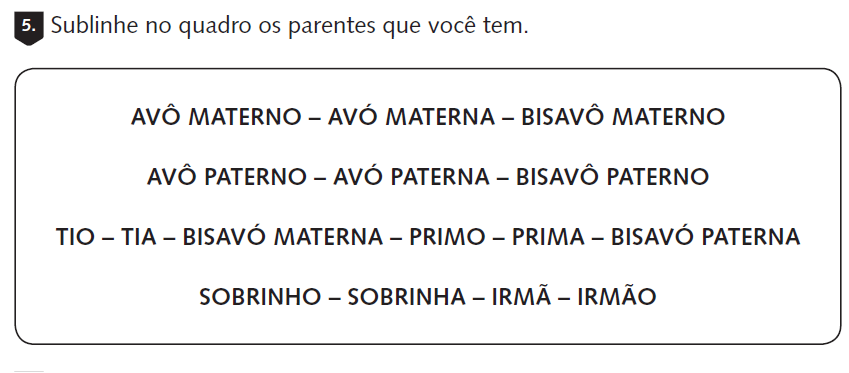 5. Sublinhe no quadro os parentes que você tem.
AVÔ MATERNO – AVÓ MATERNA – BISAVÔ MATERNO
AVÔ PATERNO – AVÓ PATERNA – BISAVÔ PATERNO
TIO – TIA – BISAVÓ MATERNA – PRIMO – PRIMA – BISAVÓ PATERNA
SOBRINHO – SOBRINHA – IRMÃ – IRMÃO